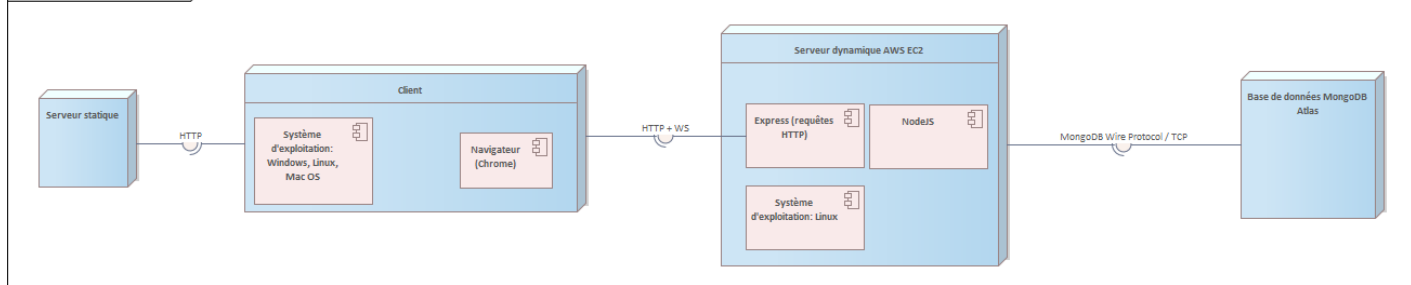 Serveur statique
HTTP
Client
Système
d'exploitation:
Windows, Linux,
Mac OS
Navigateur
(Chrome)
HTTP + WS
Serveur dynamique AWS EC2
Express (requêtes
HTTP)
NodeJS
Système
d'exploitation: Linux
MongoDB Wire Protocol / TCP
Base de données MongoDB
Atlas